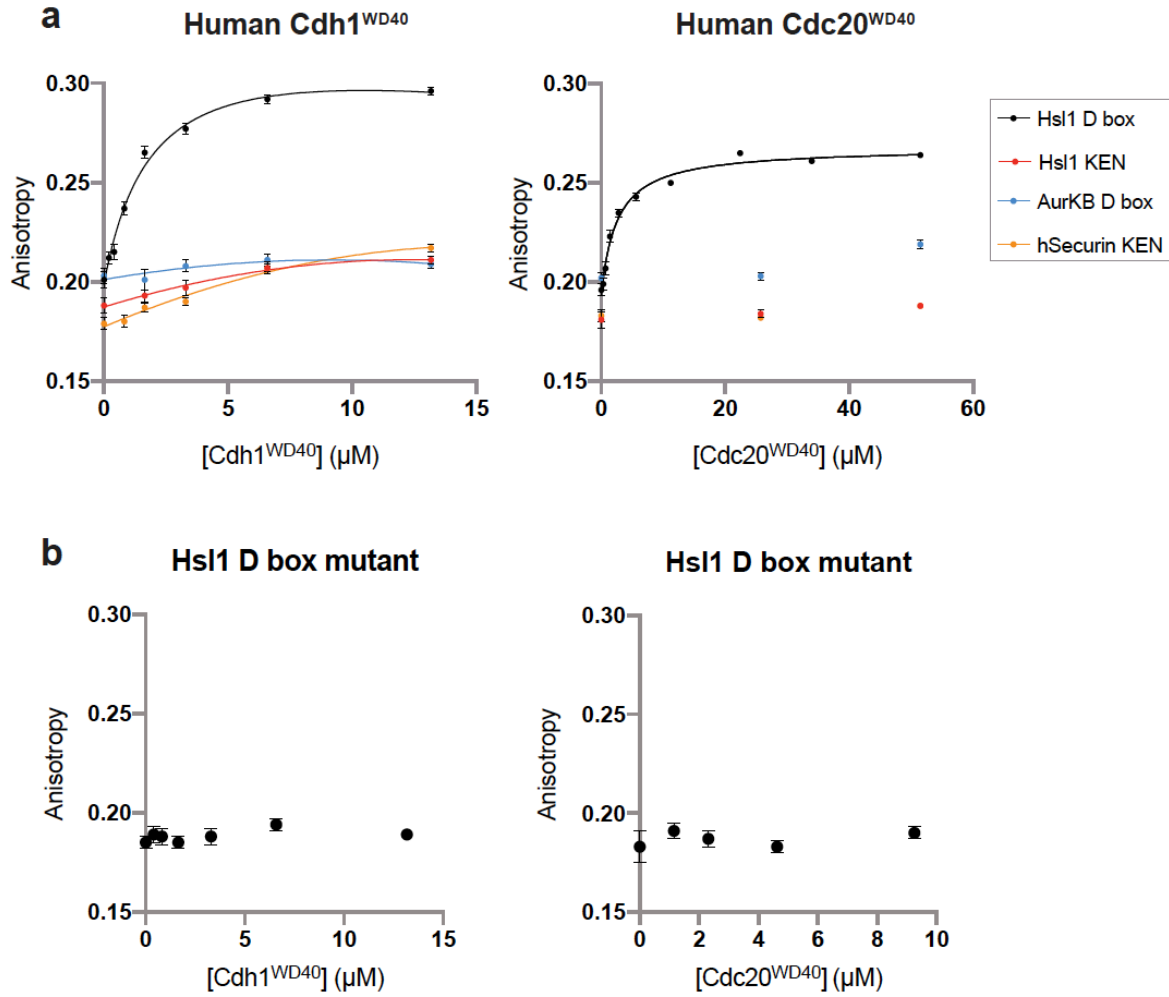 a
Human Cdh1WD40
Human Cdc20WD40
0.30
0.25
0.20
0.15
Anisotropy
0
5
10
15
[Cdh1WD40] (µM)
0.30
0.25
0.20
0.15
Anisotropy
0
20
40
60
[Cdc20WD40] (µM)
Hsl1 D box
Hsl1 KEN
AurKB D box
hSecurin KEN
b
Hsl1 D box mutant
Hsl1 D box mutant
0.30
0.25
0.20
0.15
Anisotropy
0
5
10
15
[Cdh1WD40] (µM)
0.30
0.25
0.20
0.15
Anisotropy
0
2
4
6
8
10
[Cdc20WD40] (µM)